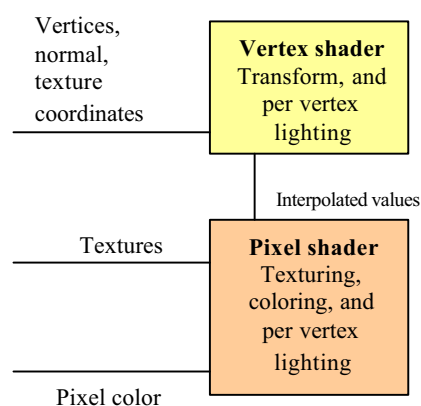 Vertices,
normal,
texture
coordinates
Vertex shader
Transform, and
per vertex
lighting
Interpolated values
Textures
Pixel shader
Texturing,
coloring, and
per vertex
lighting
Pixel color